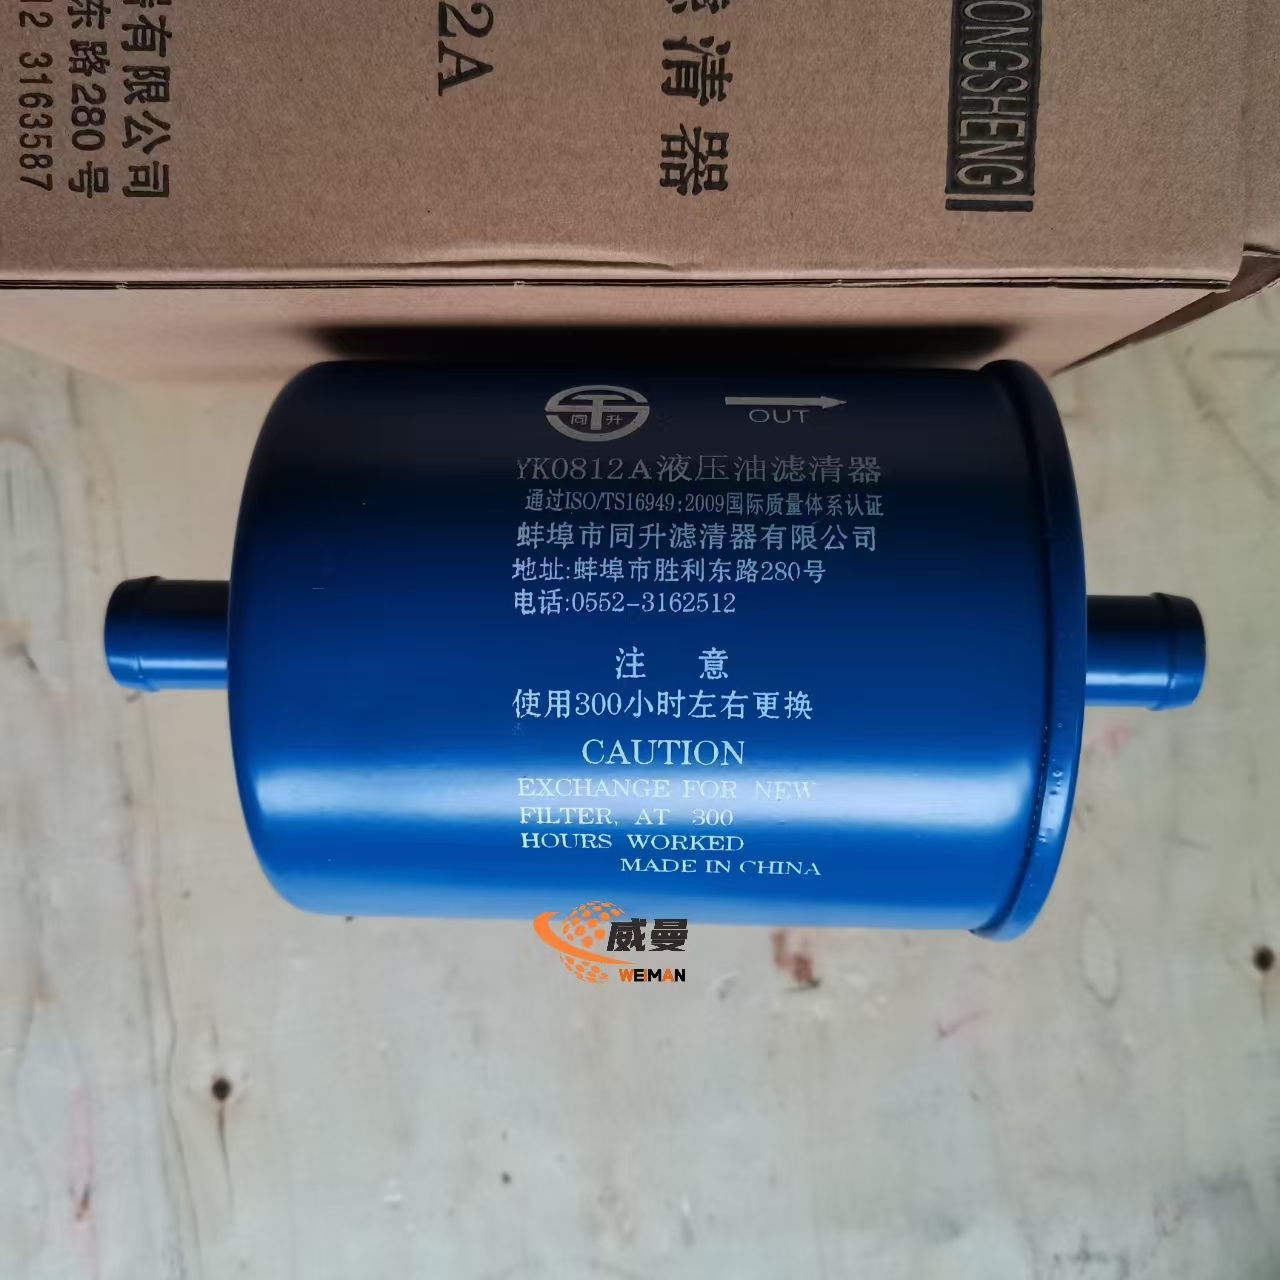 有限公司
东路280号
12 3163587
2A
清器
ONGSHENG
同升
OUT
YK0812A液压油滤清器
通过ISO/TS16949:2009国际质量体系认证
蚌埠市同升滤清器有限公司
地址:蚌埠市胜利东路280号
电话:0552-3162512
注 意
使用300小时左右更换
CAUTION
EXCHANGE FOR NEW
FILTER, AT 300
HOURS WORKED
MADE IN CHINA
威曼
WEIMAN